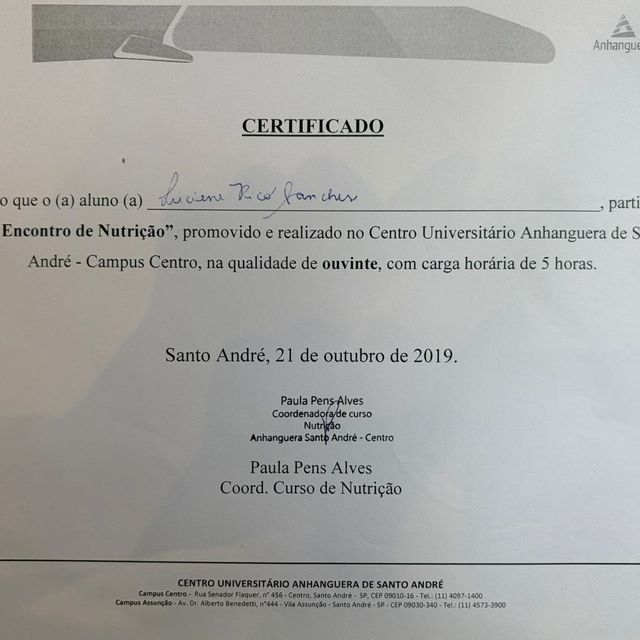 Anhangue
CERTIFICADO
o que o (a) aluno (a) Luciene Rico Sanches, parti
Encontro de Nutrição”, promovido e realizado no Centro Universitário Anhanguera de S
André - Campus Centro, na qualidade de ouvinte, com carga horária de 5 horas.
Santo André, 21 de outubro de 2019.
Paula Pens Alves
Coordenadora de curso
Nutrição
Anhanguera Santo André - Centro
Paula Pens Alves
Coord. Curso de Nutrição
CENTRO UNIVERSITÁRIO ANHANGUERA DE SANTO ANDRÉ
Campus Centro - Rua Senador Flaquer, n° 456 - Centro, Santo André - SP, CEP 09010-16 - Tel.: (11) 4097-1400
Campus Assunção - Av. Dr. Alberto Benedetti, n°444 - Vila Assunção - Santo André - SP - CEP 09030-340 - Tel.: (11) 4573-3900